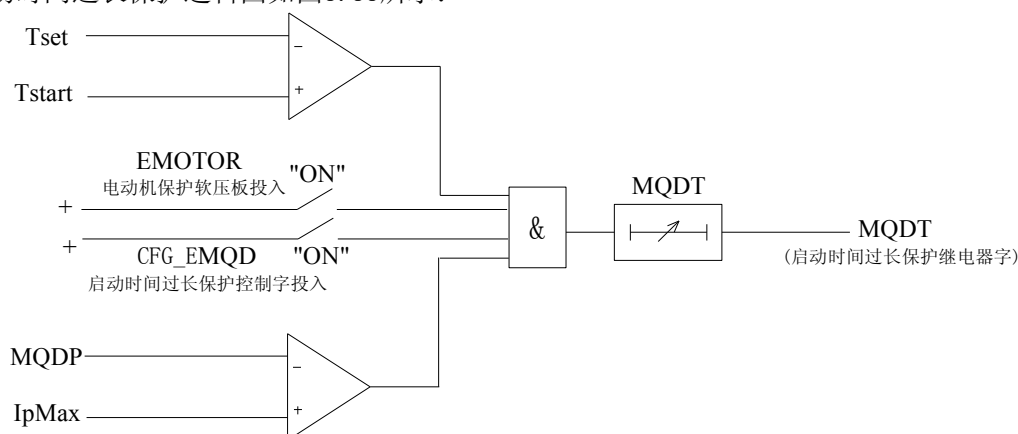 Tset
−
Tstart
+
EMOTOR
"ON"
电动机保护软压板投入
+
+
CFG_EMQD "ON"
启动时间过长保护控制字投入
&
MQDT
MQDT
(启动时间过长保护继电器字)
MQDP
−
IpMax
+